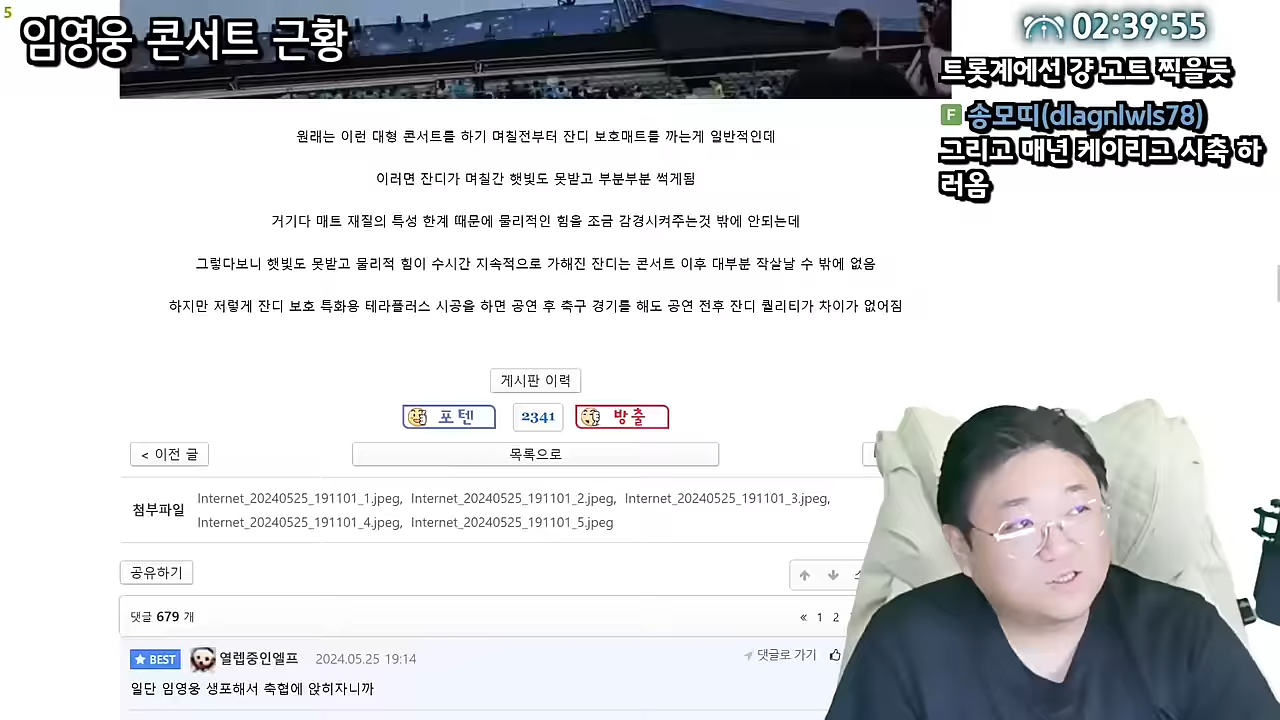 5
임영웅 콘서트 근황
02:39:55
트롯계에선 걍 고트 찍을듯
F 송모띠(dlagnlwls78)
그리고 매년 케이리그 시축 하
러옴
원래는 이런 대형 콘서트를 하기 며칠전부터 잔디 보호매트를 까는게 일반적인데
이러면 잔디가 며칠간 햇빛도 못받고 부분부분 썩게됨
거기다 매트 재질의 특성 한계 때문에 물리적인 힘을 조금 감경시켜주는것 밖에 안되는데
그렇다보니 햇빛도 못받고 물리적 힘이 수시간 지속적으로 가해진 잔디는 콘서트 이후 대부분 작살날 수 밖에 없음
하지만 저렇게 잔디 보호 특화용 테라플러스 시공을 하면 공연 후 축구 경기를 해도 공연 전후 잔디 퀄리티가 차이가 없어짐
게시판 이력
포텐 2341 방출
< 이전 글 목록으로
첨부파일 Internet_20240525_191101_1.jpeg, Internet_20240525_191101_2.jpeg, Internet_20240525_191101_3.jpeg,
Internet_20240525_191101_4.jpeg, Internet_20240525_191101_5.jpeg
공유하기
댓글 679 개 « 1 2
★ BEST 열렙중인엘프 2024.05.25 19:14 댓글로 가기
일단 임영웅 생포해서 축협에 앉히자니까